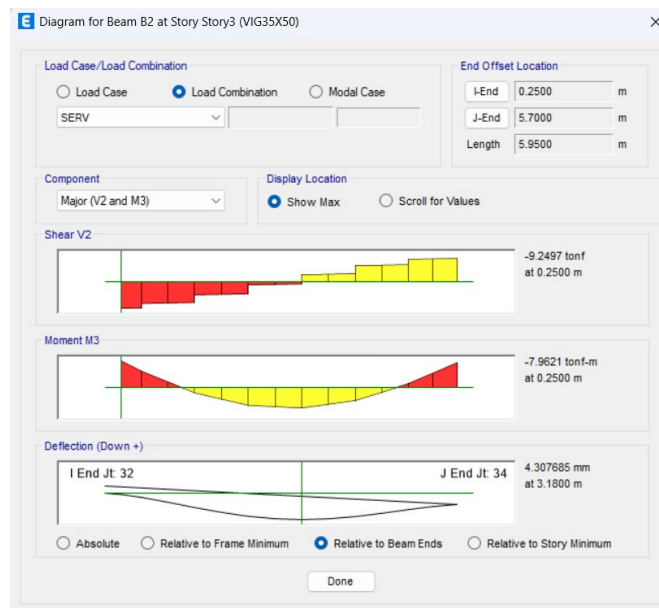 E Diagram for Beam B2 at Story Story3 (VIG35X50)
Load Case/Load Combination
Load Case Load Combination Modal Case
SERV
End Offset Location
I-End 0.2500 m
J-End 5.7000 m
Length 5.9500 m
Component
Major (V2 and M3)
Display Location
Show Max Scroll for Values
Shear V2
-9.2497 tonf
at 0.2500 m
Moment M3
-7.9621 tonf-m
at 0.2500 m
Deflection (Down +)
I End Jt: 32 J End Jt: 34
4.307685 mm
at 3.1800 m
Absolute Relative to Frame Minimum Relative to Beam Ends Relative to Story Minimum
Done